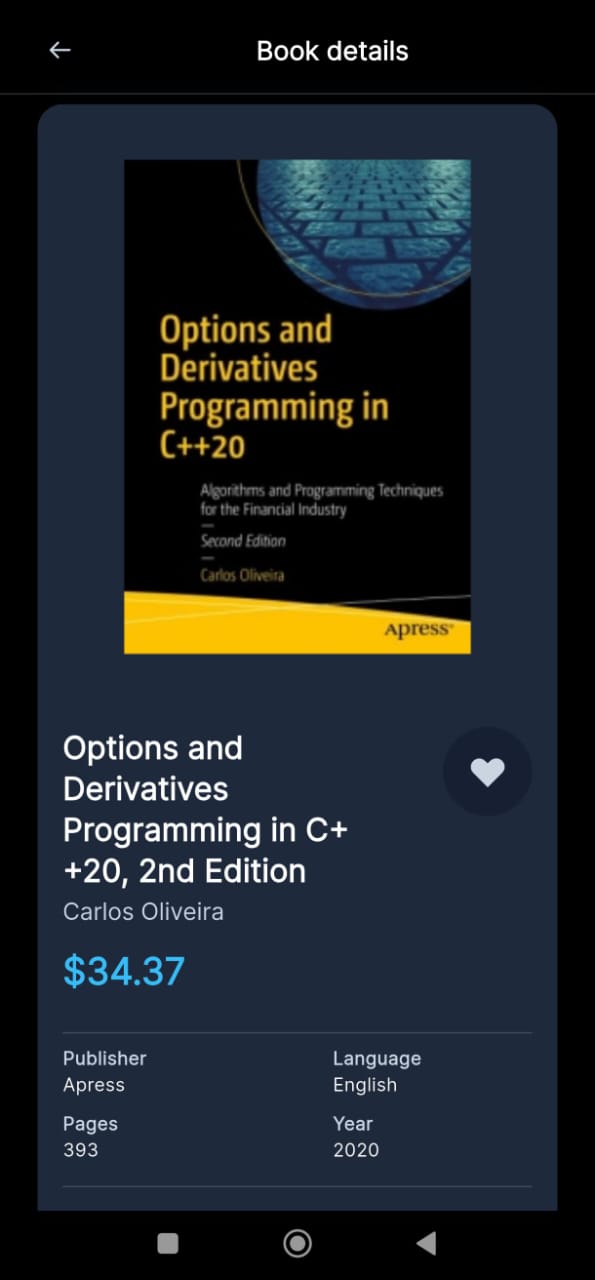 Book details
Options and
Derivatives
Programming in
C++20
Algorithms and Programming Techniques
for the Financial Industry
—
Second Edition
—
Carlos Oliveira
Apress®
Options and
Derivatives
Programming in C+
+20, 2nd Edition
Carlos Oliveira
$34.37
Publisher Language
Apress English
Pages Year
393 2020